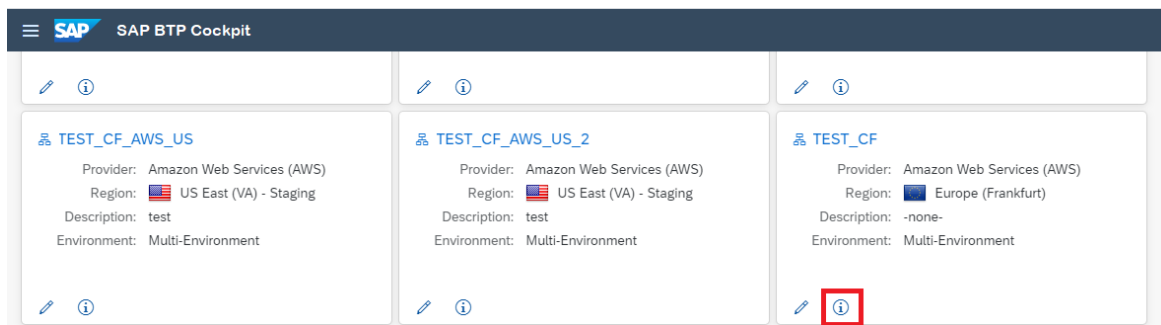 SAP SAP BTP Cockpit
TEST_CF_AWS_US
Provider: Amazon Web Services (AWS)
Region: US East (VA) - Staging
Description: test
Environment: Multi-Environment
TEST_CF_AWS_US_2
Provider: Amazon Web Services (AWS)
Region: US East (VA) - Staging
Description: test
Environment: Multi-Environment
TEST_CF
Provider: Amazon Web Services (AWS)
Region: Europe (Frankfurt)
Description: -none-
Environment: Multi-Environment